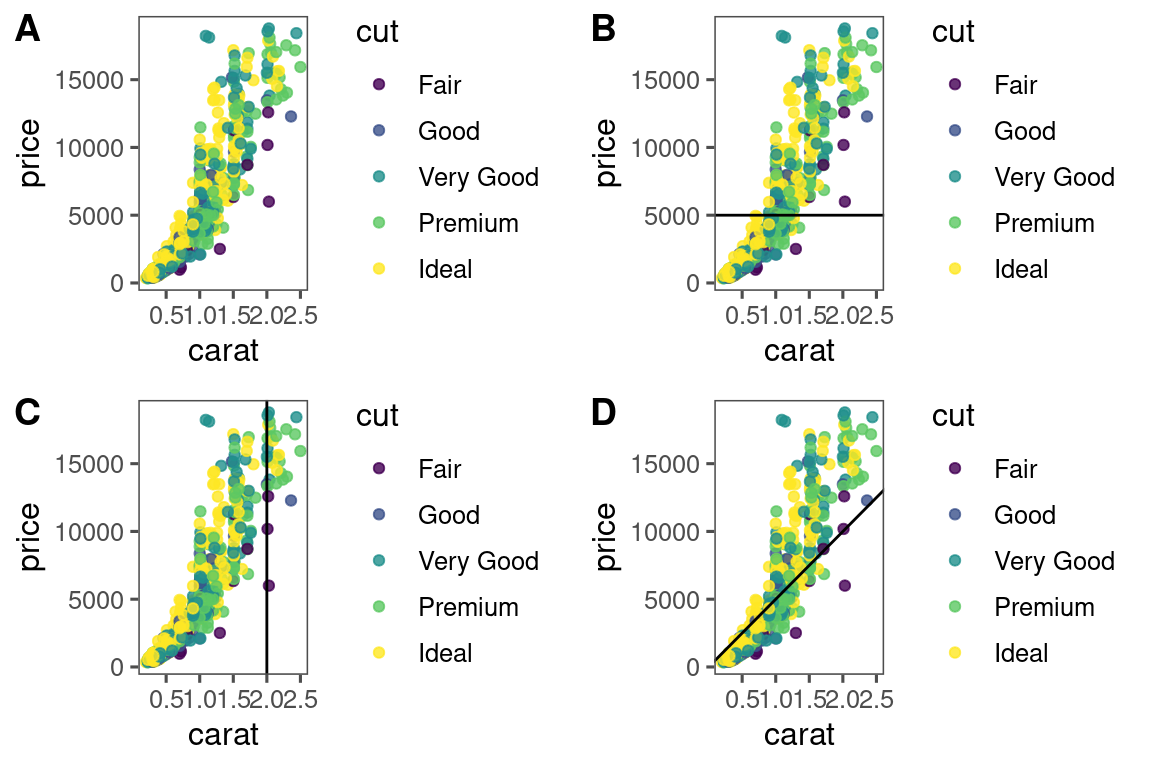 A
price
15000
10000
5000
0
0.51.01.52.02.5
carat
cut
Fair
Good
Very Good
Premium
Ideal
B
price
15000
10000
5000
0
0.51.01.52.02.5
carat
cut
Fair
Good
Very Good
Premium
Ideal
C
price
15000
10000
5000
0
0.51.01.52.02.5
carat
cut
Fair
Good
Very Good
Premium
Ideal
D
price
15000
10000
5000
0
0.51.01.52.02.5
carat
cut
Fair
Good
Very Good
Premium
Ideal